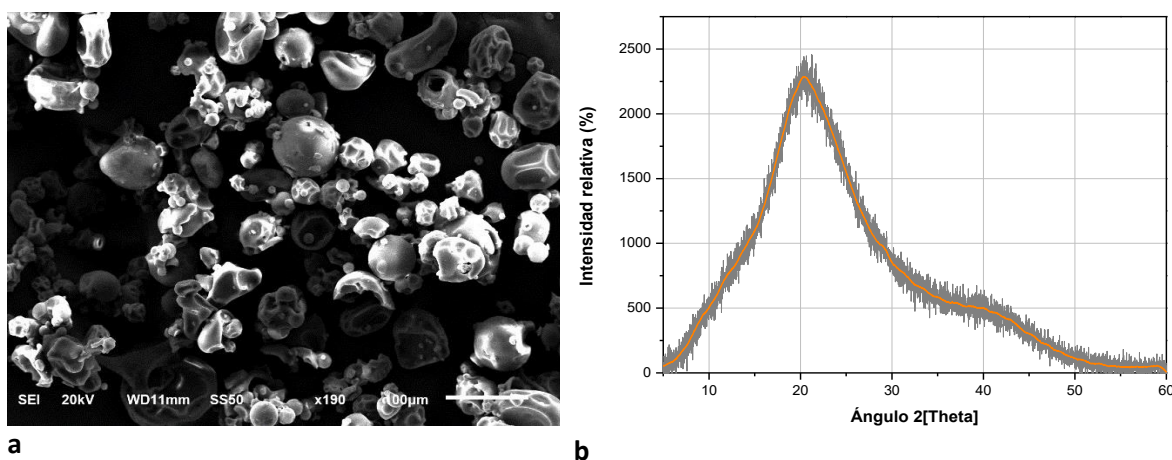 SEI 20kV WD11mm SS50 x190 100µm
a
2500
2000
1500
1000
500
0
Intensidad relativa (%)
10 20 30 40 50 60
Ángulo 2[Theta]
b